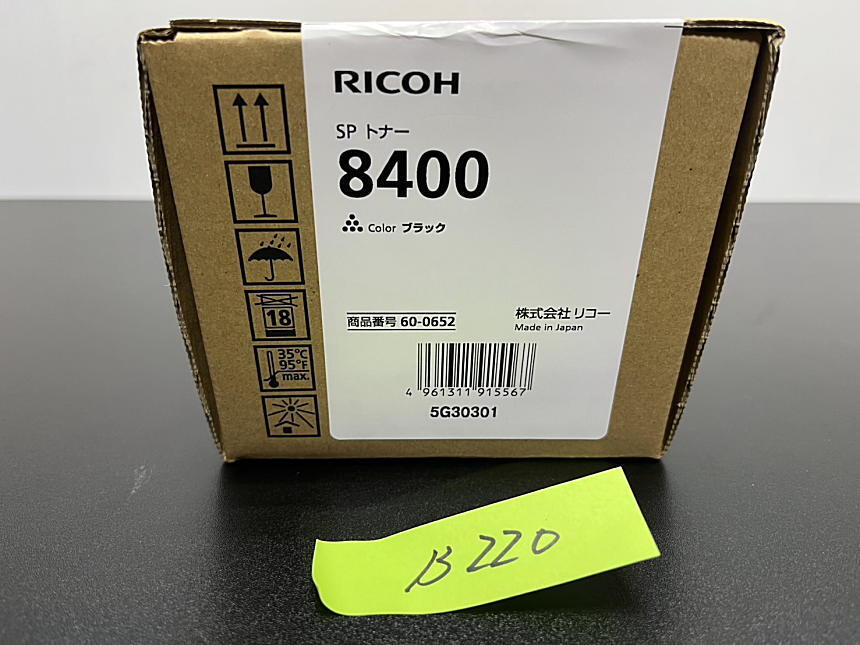 RICOH
SP トナー
8400
Color ブラック
商品番号 60-0652
株式会社 リコー
Made in Japan
4 961311 915567
5G30301
18
35°C
95°F
max.
B220